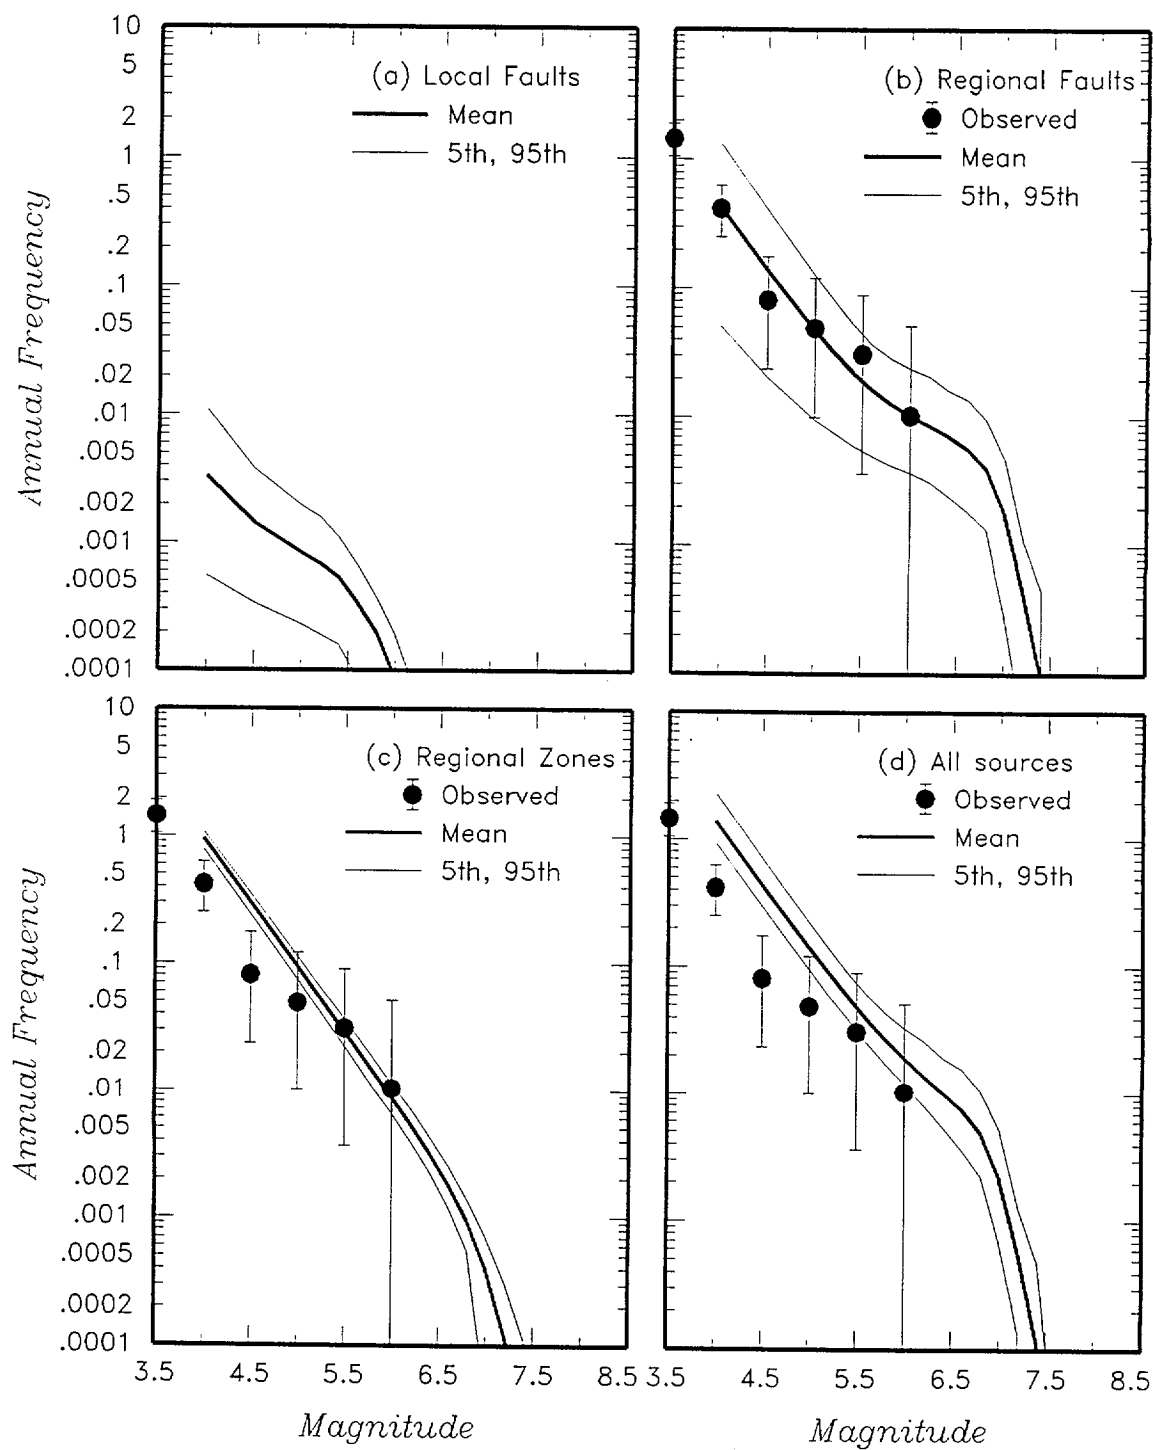 (a) Local Faults
Mean
5th, 95th
10
5
2
1
.5
.2
.1
.05
.02
.01
.005
.002
.001
.0005
.0002
.0001
Annual Frequency
(b) Regional Faults
Observed
Mean
5th, 95th
(c) Regional Zones
Observed
Mean
5th, 95th
10
5
2
1
.5
.2
.1
.05
.02
.01
.005
.002
.001
.0005
.0002
.0001
Annual Frequency
3.5 4.5 5.5 6.5 7.5 8.5
Magnitude
(d) All sources
Observed
Mean
5th, 95th
3.5 4.5 5.5 6.5 7.5 8.5
Magnitude